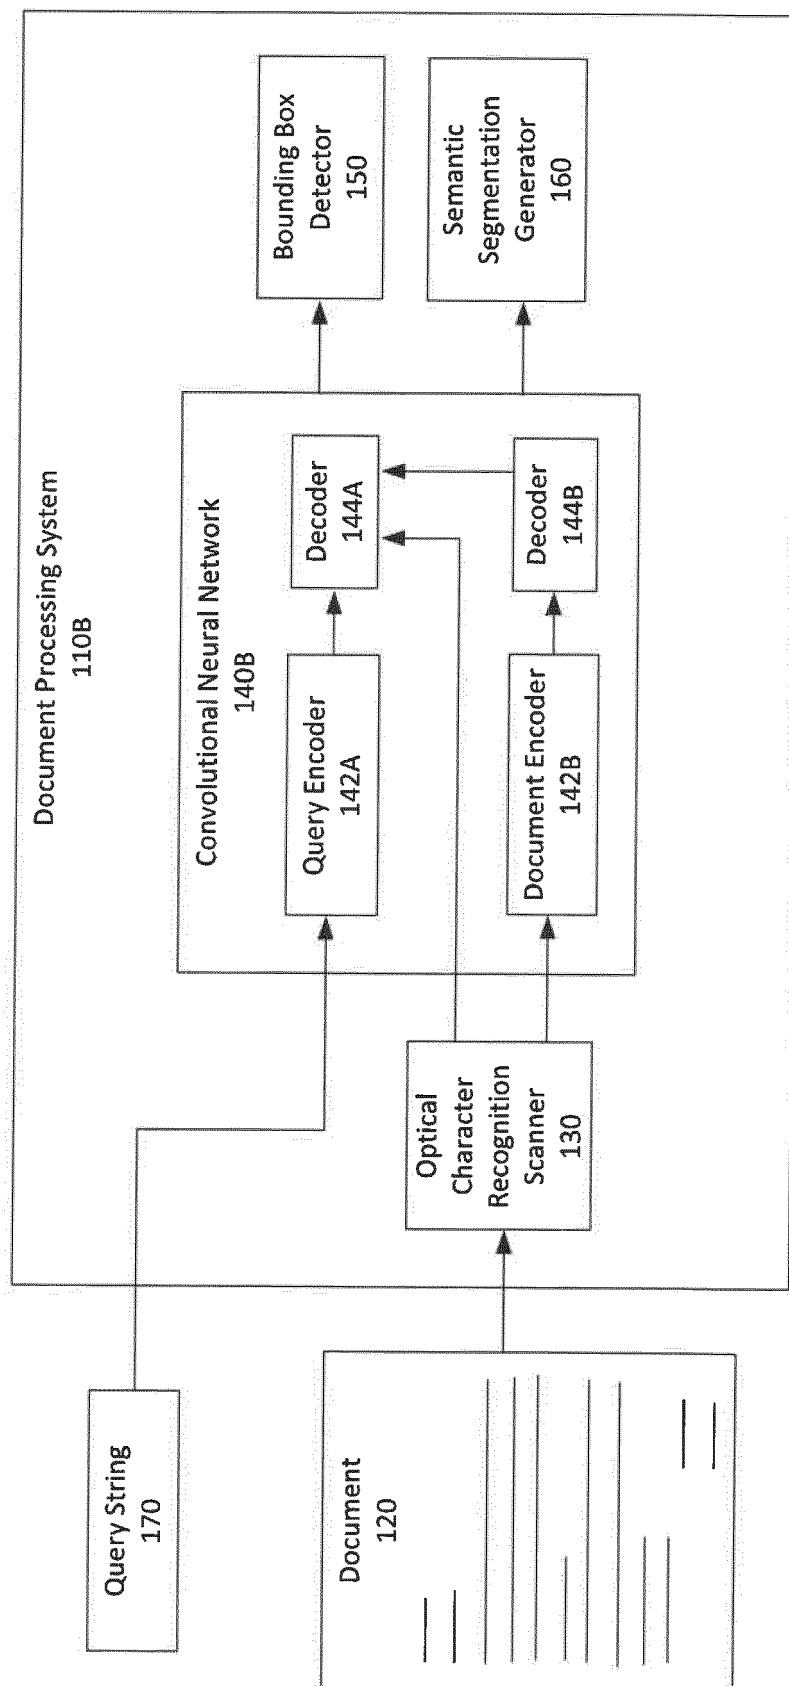 Document Processing System
110B
Query String
170
Document
120
Optical
Character
Recognition
Scanner
130
Convolutional Neural Network
140B
Query Encoder
142A
Decoder
144A
Document Encoder
142B
Decoder
144B
Bounding Box
Detector
150
Semantic
Segmentation
Generator
160